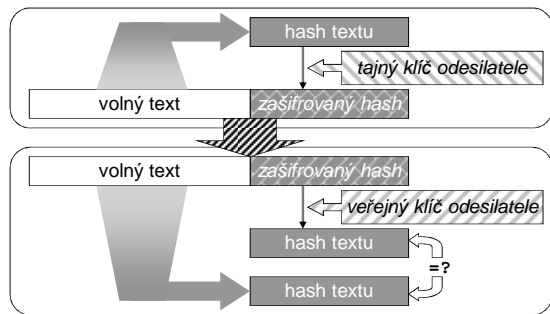 hash textu
tajný klíč odesilatele
volný text
zašifrovaný hash
volný text
zašifrovaný hash
veřejný klíč odesilatele
hash textu
=?
hash textu